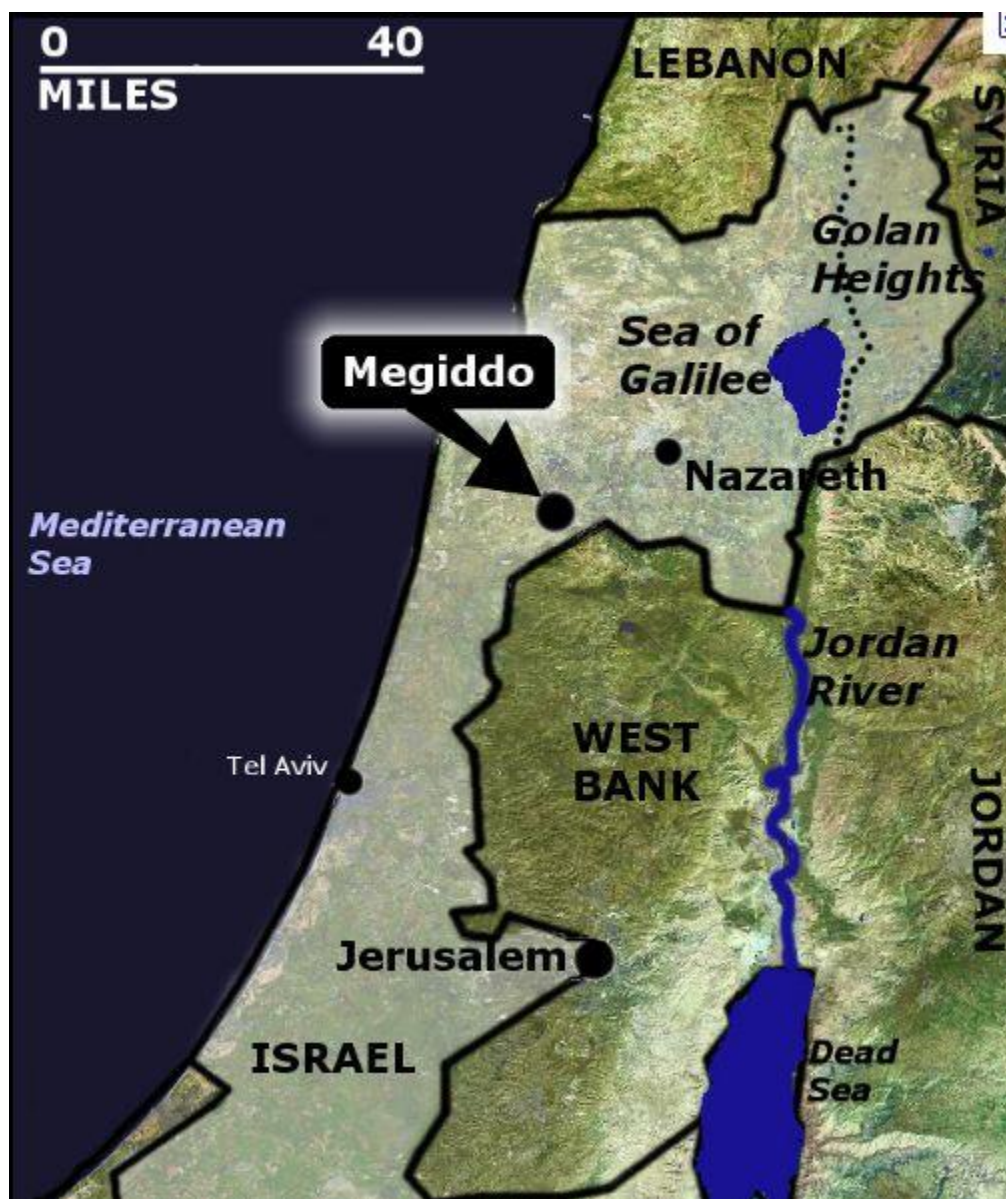 0 40
MILES
LEBANON
SYRIA
Golan
Heights
Sea of
Galilee
Megiddo
Nazareth
Mediterranean
Sea
Jordan
River
WEST
BANK
Tel Aviv
JORDAN
Jerusalem
ISRAEL
Dead
Sea